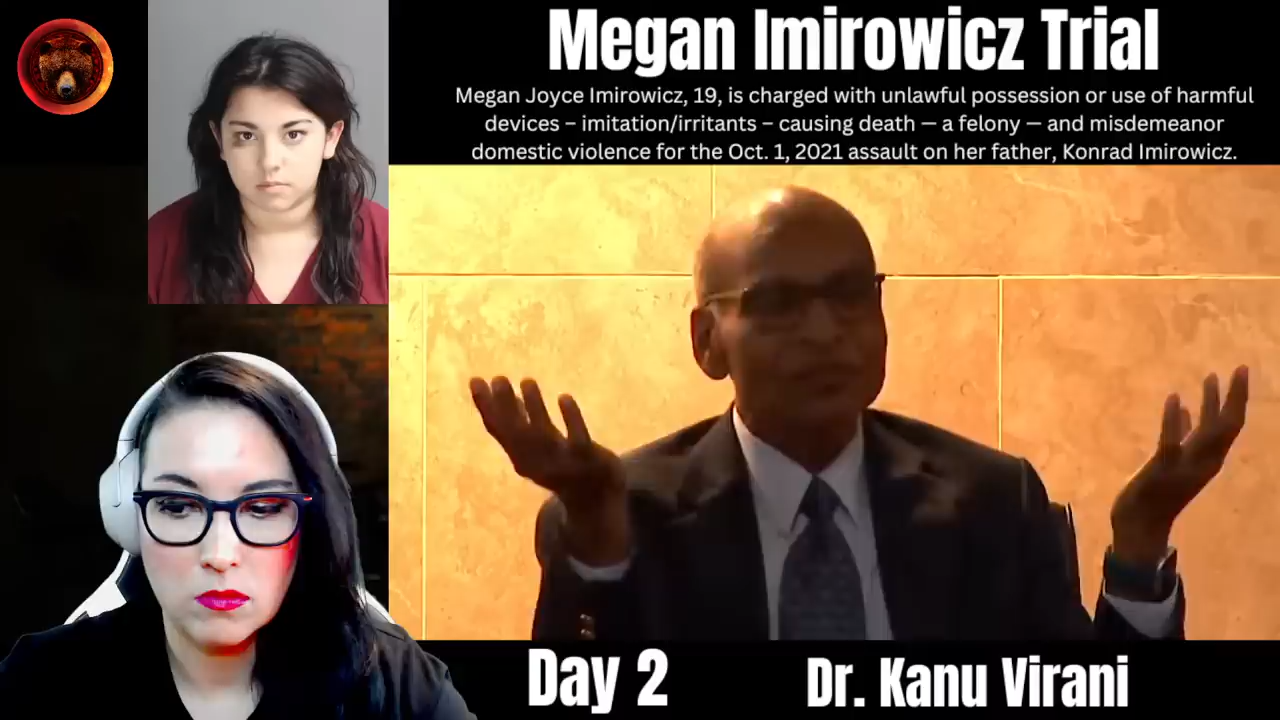 Megan Imirowicz Trial
Megan Joyce Imirowicz, 19, is charged with unlawful possession or use of harmful
devices – imitation/irritants – causing death — a felony — and misdemeanor
domestic violence for the Oct. 1, 2021 assault on her father, Konrad Imirowicz.
Day 2
Dr. Kanu Virani